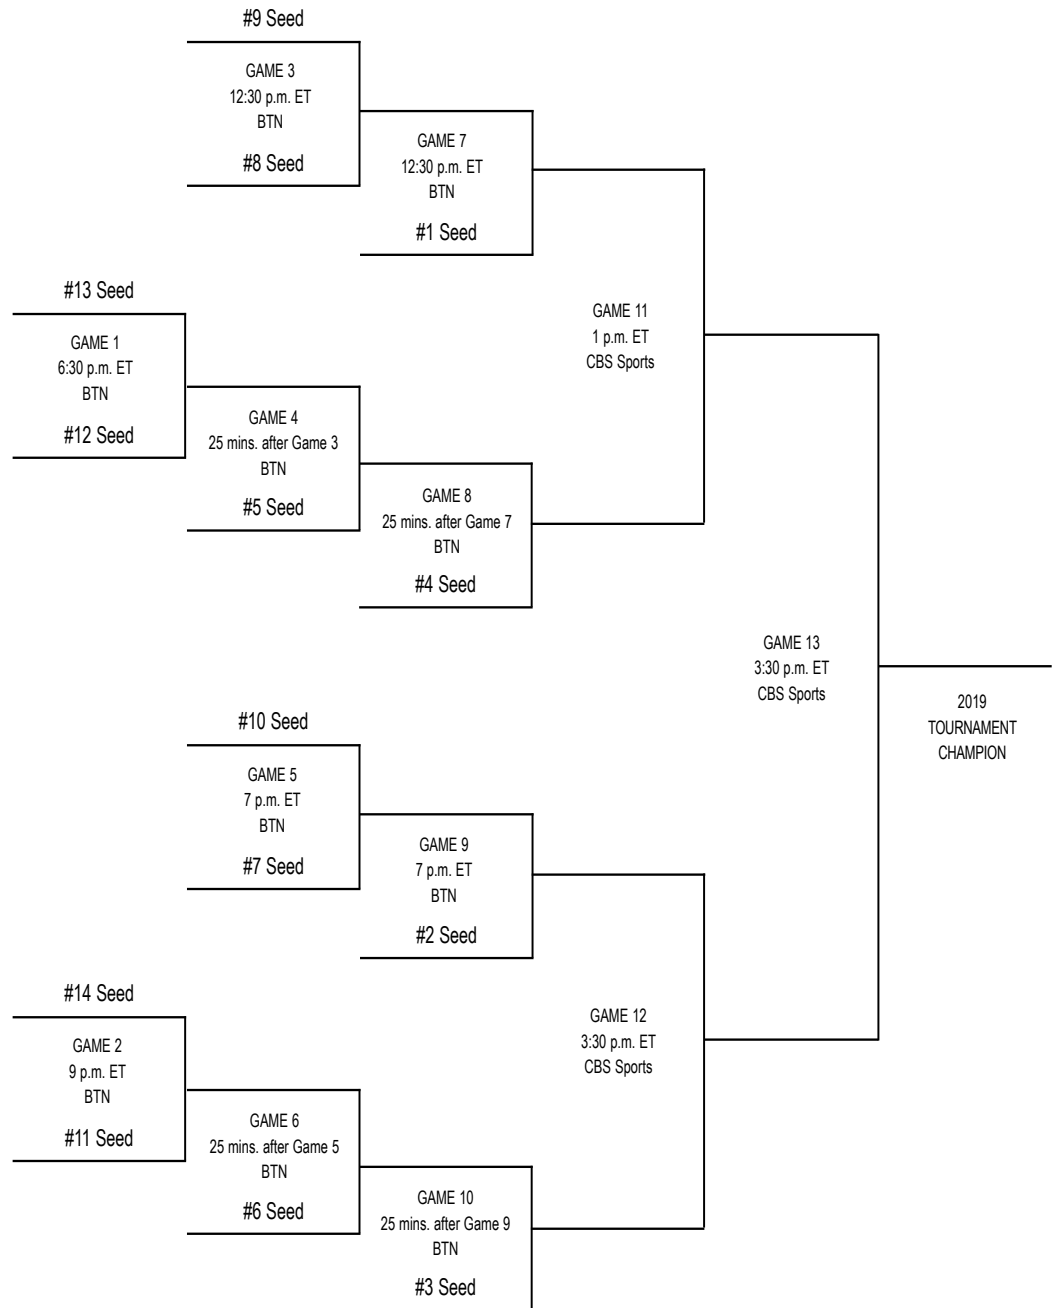 #9 Seed
GAME 3
12:30 p.m. ET
BTN
#8 Seed
GAME 7
12:30 p.m. ET
BTN
#1 Seed
#13 Seed
GAME 1
6:30 p.m. ET
BTN
#12 Seed
GAME 4
25 mins. after Game 3
BTN
#5 Seed
GAME 8
25 mins. after Game 7
BTN
#4 Seed
GAME 11
1 p.m. ET
CBS Sports
#10 Seed
GAME 5
7 p.m. ET
BTN
#7 Seed
GAME 9
7 p.m. ET
BTN
#2 Seed
#14 Seed
GAME 2
9 p.m. ET
BTN
#11 Seed
GAME 6
25 mins. after Game 5
BTN
#6 Seed
GAME 10
25 mins. after Game 9
BTN
#3 Seed
GAME 12
3:30 p.m. ET
CBS Sports
GAME 13
3:30 p.m. ET
CBS Sports
2019
TOURNAMENT
CHAMPION